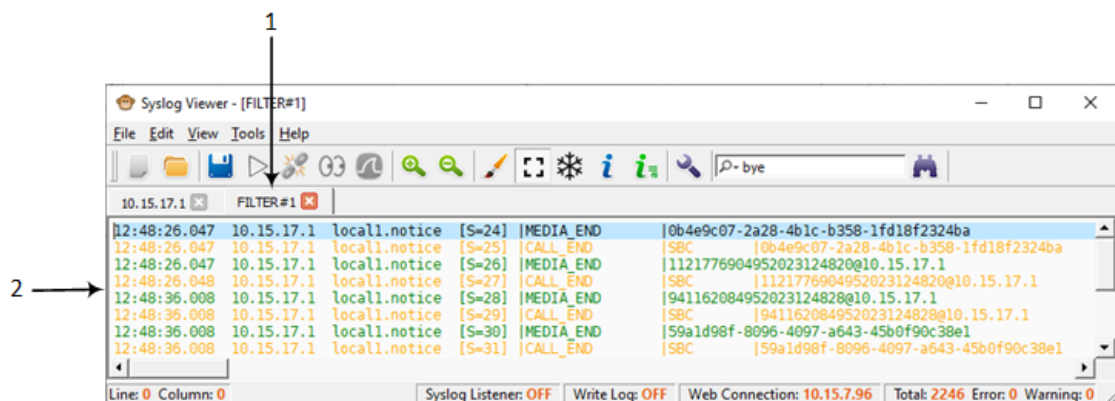 1
2
Syslog Viewer - [FILTER#1]
File Edit View Tools Help
bye
10.15.17.1 FILTER#1
12:48:26.047 10.15.17.1 local1.notice [S=24] |MEDIA_END |0b4e9c07-2a28-4b1c-b358-1fd18f2324ba
12:48:26.047 10.15.17.1 local1.notice [S=25] |CALL_END |SBC |0b4e9c07-2a28-4b1c-b358-1fd18f2324ba
12:48:26.047 10.15.17.1 local1.notice [S=26] |MEDIA_END |1121776904952023124820@10.15.17.1
12:48:26.048 10.15.17.1 local1.notice [S=27] |CALL_END |SBC |1121776904952023124820@10.15.17.1
12:48:36.008 10.15.17.1 local1.notice [S=28] |MEDIA_END |941162084952023124828@10.15.17.1
12:48:36.008 10.15.17.1 local1.notice [S=29] |CALL_END |SBC |941162084952023124828@10.15.17.1
12:48:36.008 10.15.17.1 local1.notice [S=30] |MEDIA_END |59a1d98f-8096-4097-a643-45b0f90c38e1
12:48:36.008 10.15.17.1 local1.notice [S=31] |CALL_END |SBC |59a1d98f-8096-4097-a643-45b0f90c38e1
Line: 0 Column: 0 Syslog Listener: OFF Write Log: OFF Web Connection: 10.15.7.96 Total: 2246 Error: 0 Warning: 0